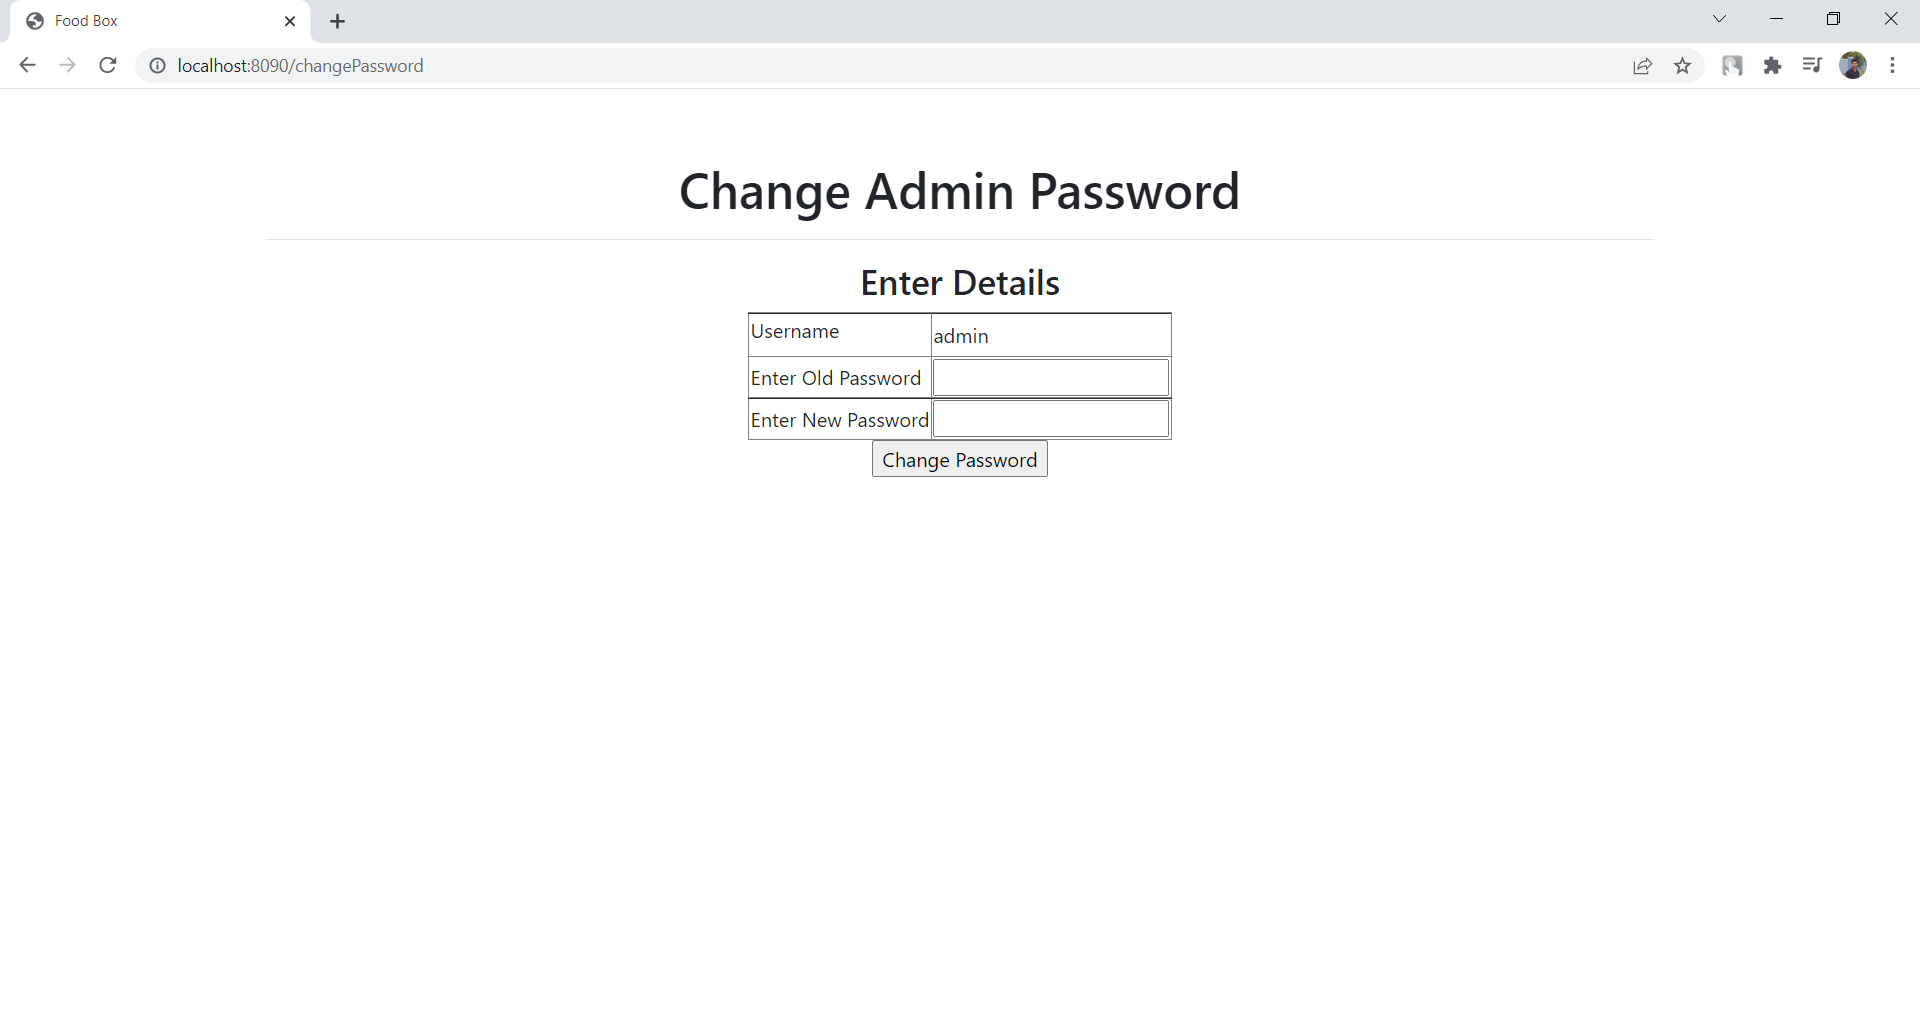 Food Box
localhost:8090/changePassword
Change Admin Password
Enter Details
Username admin
Enter Old Password
Enter New Password
Change Password